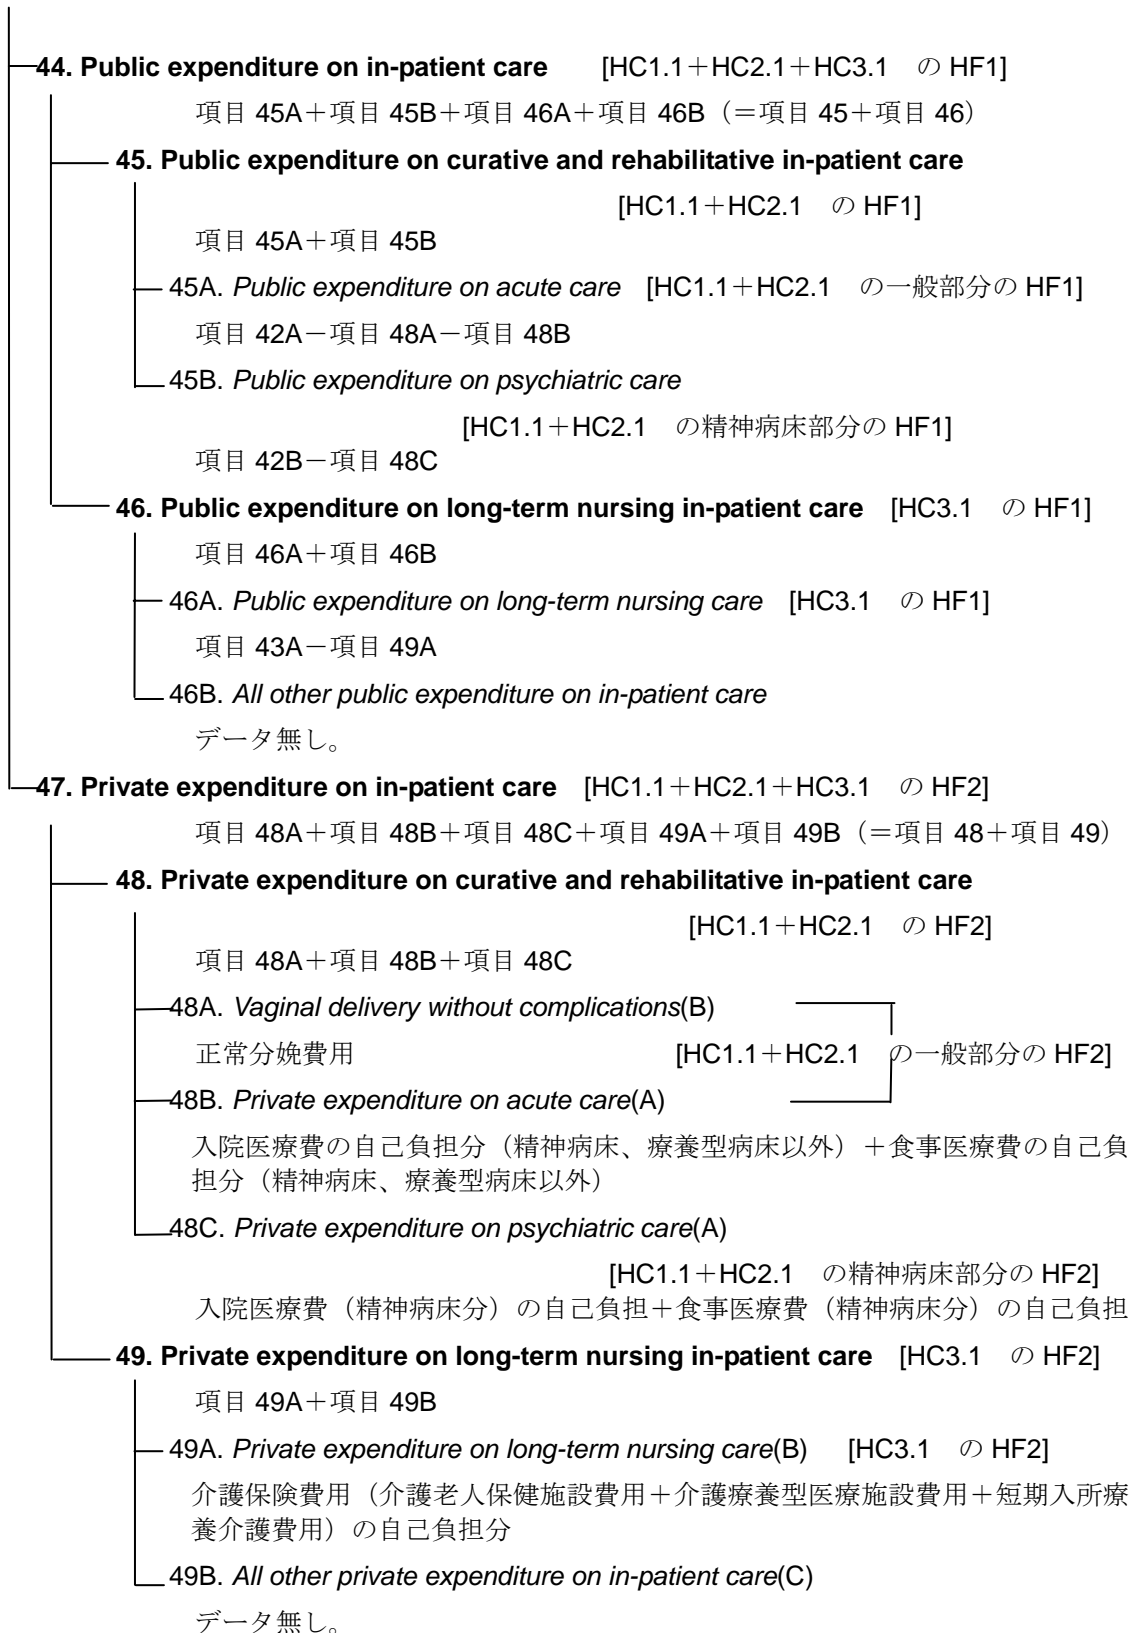 44. Public expenditure on in-patient care [HC1.1＋HC2.1＋HC3.1 の HF1]
項目 45A＋項目 45B＋項目 46A＋項目 46B（＝項目 45＋項目 46）
45. Public expenditure on curative and rehabilitative in-patient care
[HC1.1＋HC2.1 の HF1]
項目 45A＋項目 45B
45A. Public expenditure on acute care [HC1.1＋HC2.1 の一般部分の HF1]
項目 42A－項目 48A－項目 48B
45B. Public expenditure on psychiatric care
[HC1.1＋HC2.1 の精神病床部分の HF1]
項目 42B－項目 48C
46. Public expenditure on long-term nursing in-patient care [HC3.1 の HF1]
項目 46A＋項目 46B
46A. Public expenditure on long-term nursing care [HC3.1 の HF1]
項目 43A－項目 49A
46B. All other public expenditure on in-patient care
データ無し。
47. Private expenditure on in-patient care [HC1.1＋HC2.1＋HC3.1 の HF2]
項目 48A＋項目 48B＋項目 48C＋項目 49A＋項目 49B（＝項目 48＋項目 49）
48. Private expenditure on curative and rehabilitative in-patient care
[HC1.1＋HC2.1 の HF2]
項目 48A＋項目 48B＋項目 48C
48A. Vaginal delivery without complications(B)
正常分娩費用 [HC1.1＋HC2.1 の一般部分の HF2]
48B. Private expenditure on acute care(A)
入院医療費の自己負担分（精神病床、療養型病床以外）＋食事医療費の自己負
担分（精神病床、療養型病床以外）
48C. Private expenditure on psychiatric care(A)
[HC1.1＋HC2.1 の精神病床部分の HF2]
入院医療費（精神病床分）の自己負担＋食事医療費（精神病床分）の自己負担
49. Private expenditure on long-term nursing in-patient care [HC3.1 の HF2]
項目 49A＋項目 49B
49A. Private expenditure on long-term nursing care(B) [HC3.1 の HF2]
介護保険費用（介護老人保健施設費用＋介護療養型医療施設費用＋短期入所療
養介護費用）の自己負担分
49B. All other private expenditure on in-patient care(C)
データ無し。